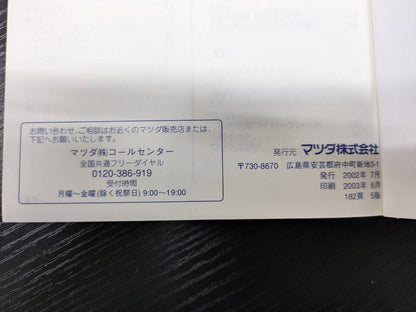 お問い合わせ、ご相談はお近くのマツダ販売店または、
下記へお願いいたします。
マツダ㈱コールセンター
全国共通フリーダイヤル
0120-386-919
受付時間
月曜〜金曜(除く祝祭日) 9:00〜19:00
発行元 マツダ株式会社
〒730-8670 広島県安芸郡府中町新地3-1
発行 2002年 7月
印刷 2003年 6月
182頁 5版